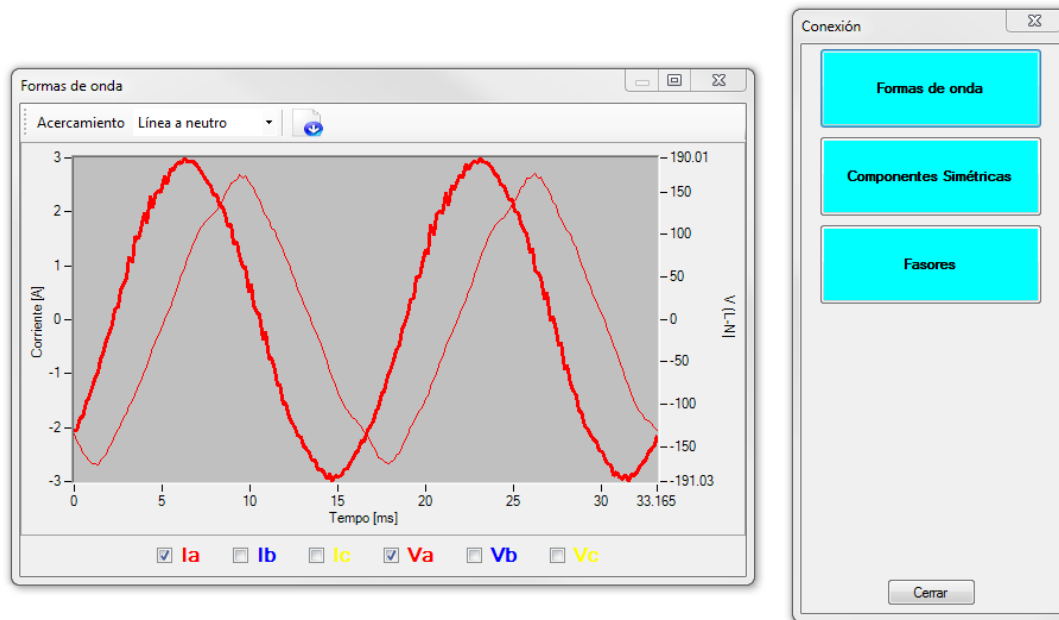 Formas de onda
Acercamiento Línea a neutro
3
2
1
0
-1
-2
-3
Corriente [A]
190.01
150
100
50
0
-50
-100
-150
-191.03
V (L-N]
0 5 10 15 20 25 30 33.165
Tempo [ms]
Ia Ib Ic Va Vb Vc
Conexión
Formas de onda
Componentes Simétricas
Fasores
Cerrar